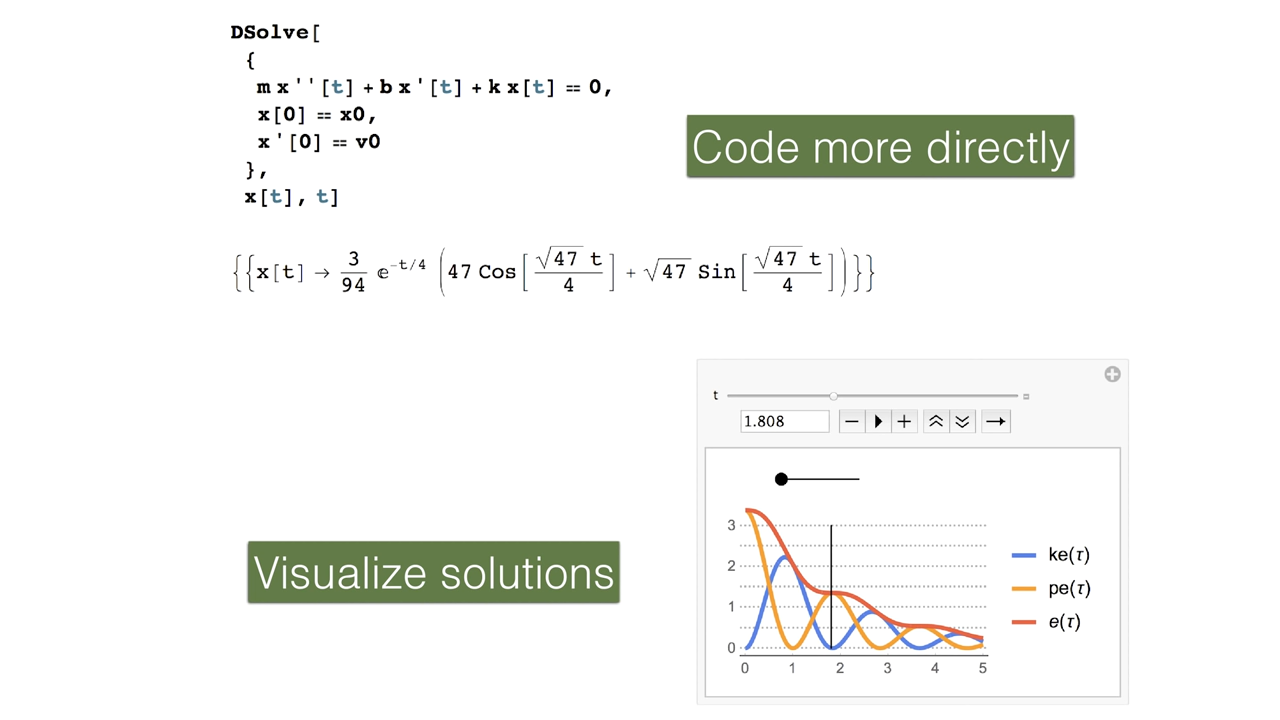 DSolve[
{
m x''[t] + b x'[t] + k x[t] == 0,
x[0] == x0,
x'[0] == v0
},
x[t], t]
Code more directly
{{x[t] → 3/94 ⅇ^(-t/4) (47 Cos[√47 t/4] + √47 Sin[√47 t/4])}}
t
1.808
Visualize solutions
3
2
1
0
0 1 2 3 4 5
ke(τ)
pe(τ)
e(τ)